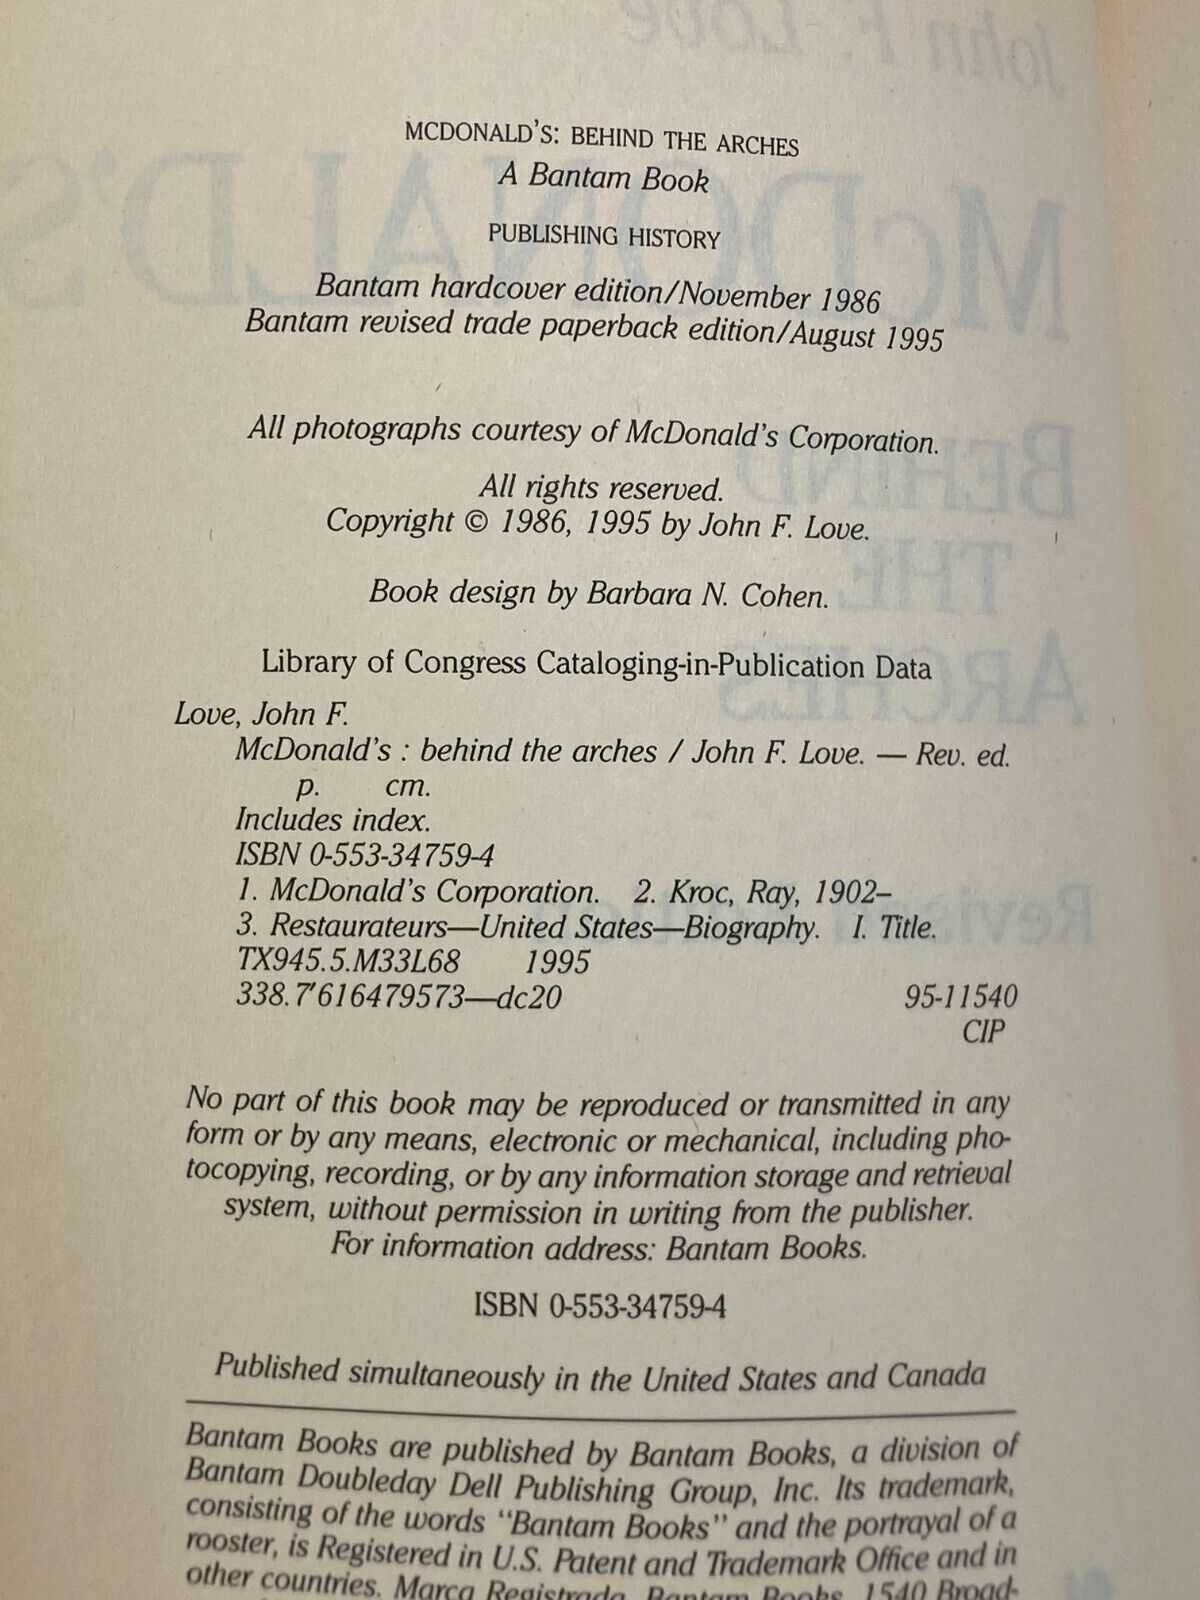 MCDONALD'S: BEHIND THE ARCHES
A Bantam Book
PUBLISHING HISTORY
Bantam hardcover edition/November 1986
Bantam revised trade paperback edition/August 1995
All photographs courtesy of McDonald's Corporation.
All rights reserved.
Copyright © 1986, 1995 by John F. Love.
Book design by Barbara N. Cohen.
Library of Congress Cataloging-in-Publication Data
Love, John F.
McDonald's : behind the arches / John F. Love. — Rev. ed.
p. cm.
Includes index.
ISBN 0-553-34759-4
1. McDonald's Corporation. 2. Kroc, Ray, 1902–
3. Restaurateurs—United States—Biography. I. Title.
TX945.5.M33L68 1995
338.7'616479573—dc20 95-11540
CIP
No part of this book may be reproduced or transmitted in any
form or by any means, electronic or mechanical, including pho-
tocopying, recording, or by any information storage and retrieval
system, without permission in writing from the publisher.
For information address: Bantam Books.
ISBN 0-553-34759-4
Published simultaneously in the United States and Canada
Bantam Books are published by Bantam Books, a division of
Bantam Doubleday Dell Publishing Group, Inc. Its trademark,
consisting of the words "Bantam Books" and the portrayal of a
rooster, is Registered in U.S. Patent and Trademark Office and in
other countries. Marca Registrada. Bantam Books, 1540 Broad-